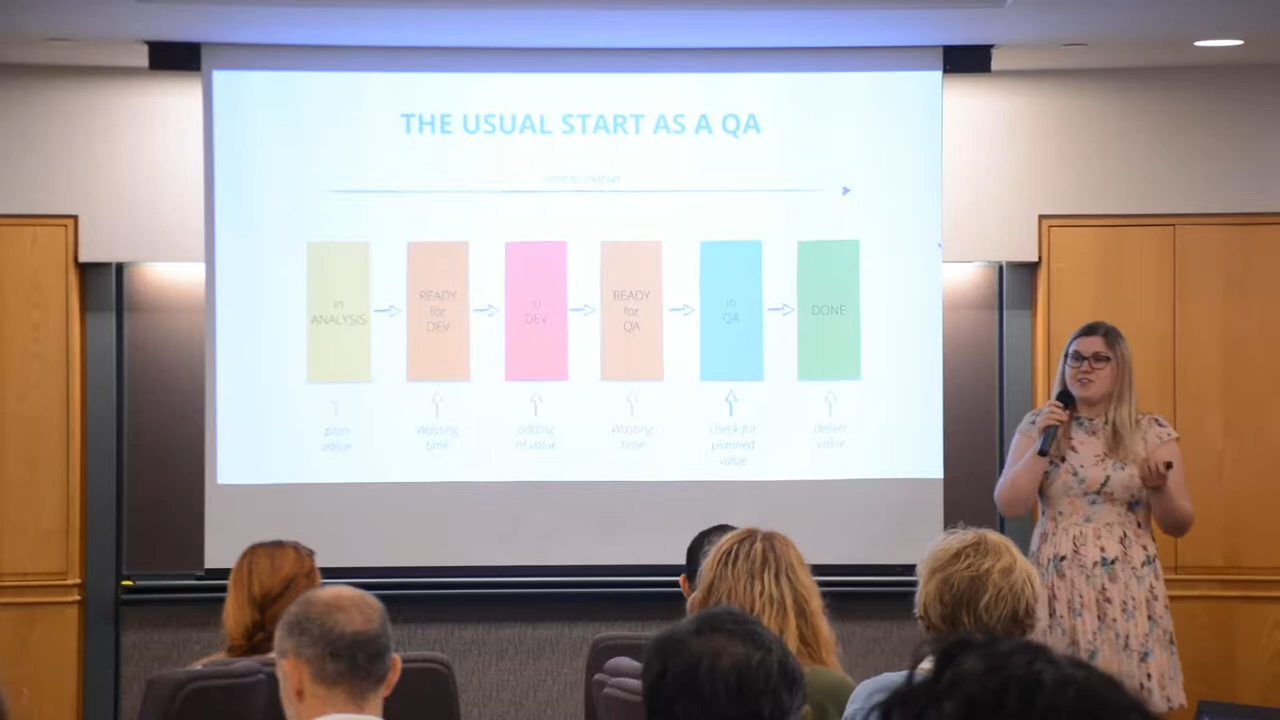 THE USUAL START AS A QA
in
ANALYSIS
READY
for
DEV
in
DEV
READY
for
QA
in
QA
DONE
plan
value
Wasting
time
adding
of value
Wasting
time
check for
planned
value
deliver
value